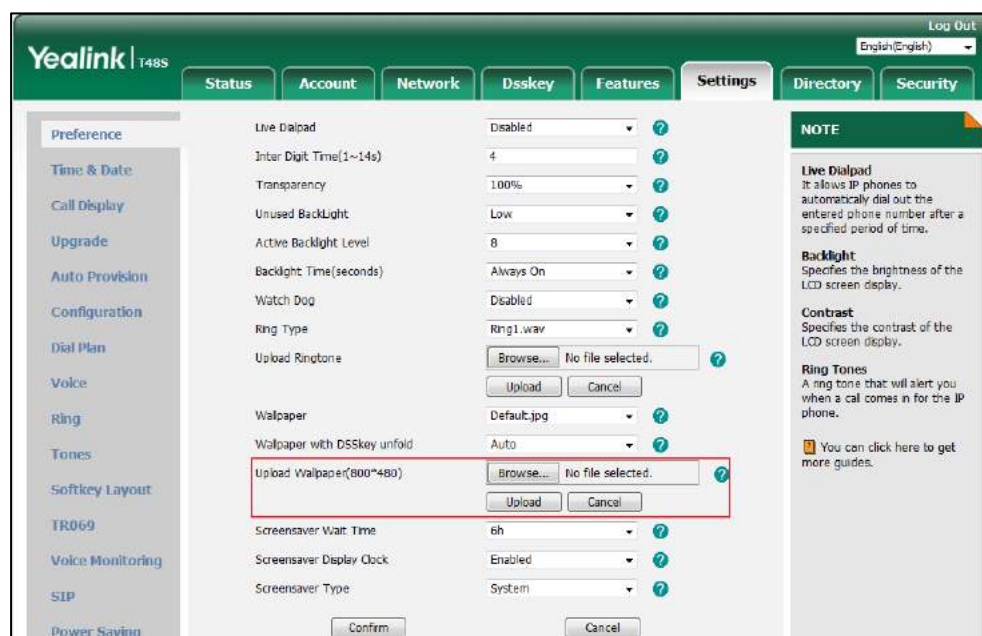 Log Out
Yealink T48S
English(English)
Status Account Network Dsskey Features Settings Directory Security
Preference
Time & Date
Call Display
Upgrade
Auto Provision
Configuration
Dial Plan
Voice
Ring
Tones
Softkey Layout
TR069
Voice Monitoring
SIP
Power Saving
Live Dialpad Disabled
Inter Digit Time(1~14s) 4
Transparency 100%
Unused BackLight Low
Active Backlight Level 8
Backlight Time(seconds) Always On
Watch Dog Disabled
Ring Type Ring1.wav
Upload Ringtone Browse... No file selected.
Upload Cancel
Wallpaper Default.jpg
Wallpaper with DSSkey unfold Auto
Upload Wallpaper(800*480) Browse... No file selected.
Upload Cancel
Screensaver Wait Time 6h
Screensaver Display Clock Enabled
Screensaver Type System
Confirm Cancel
NOTE
Live Dialpad
It allows IP phones to
automatically dial out the
entered phone number after a
specified period of time.
Backlight
Specifies the brightness of the
LCD screen display.
Contrast
Specifies the contrast of the
LCD screen display.
Ring Tones
A ring tone that will alert you
when a call comes in for the IP
phone.
You can click here to get
more guides.